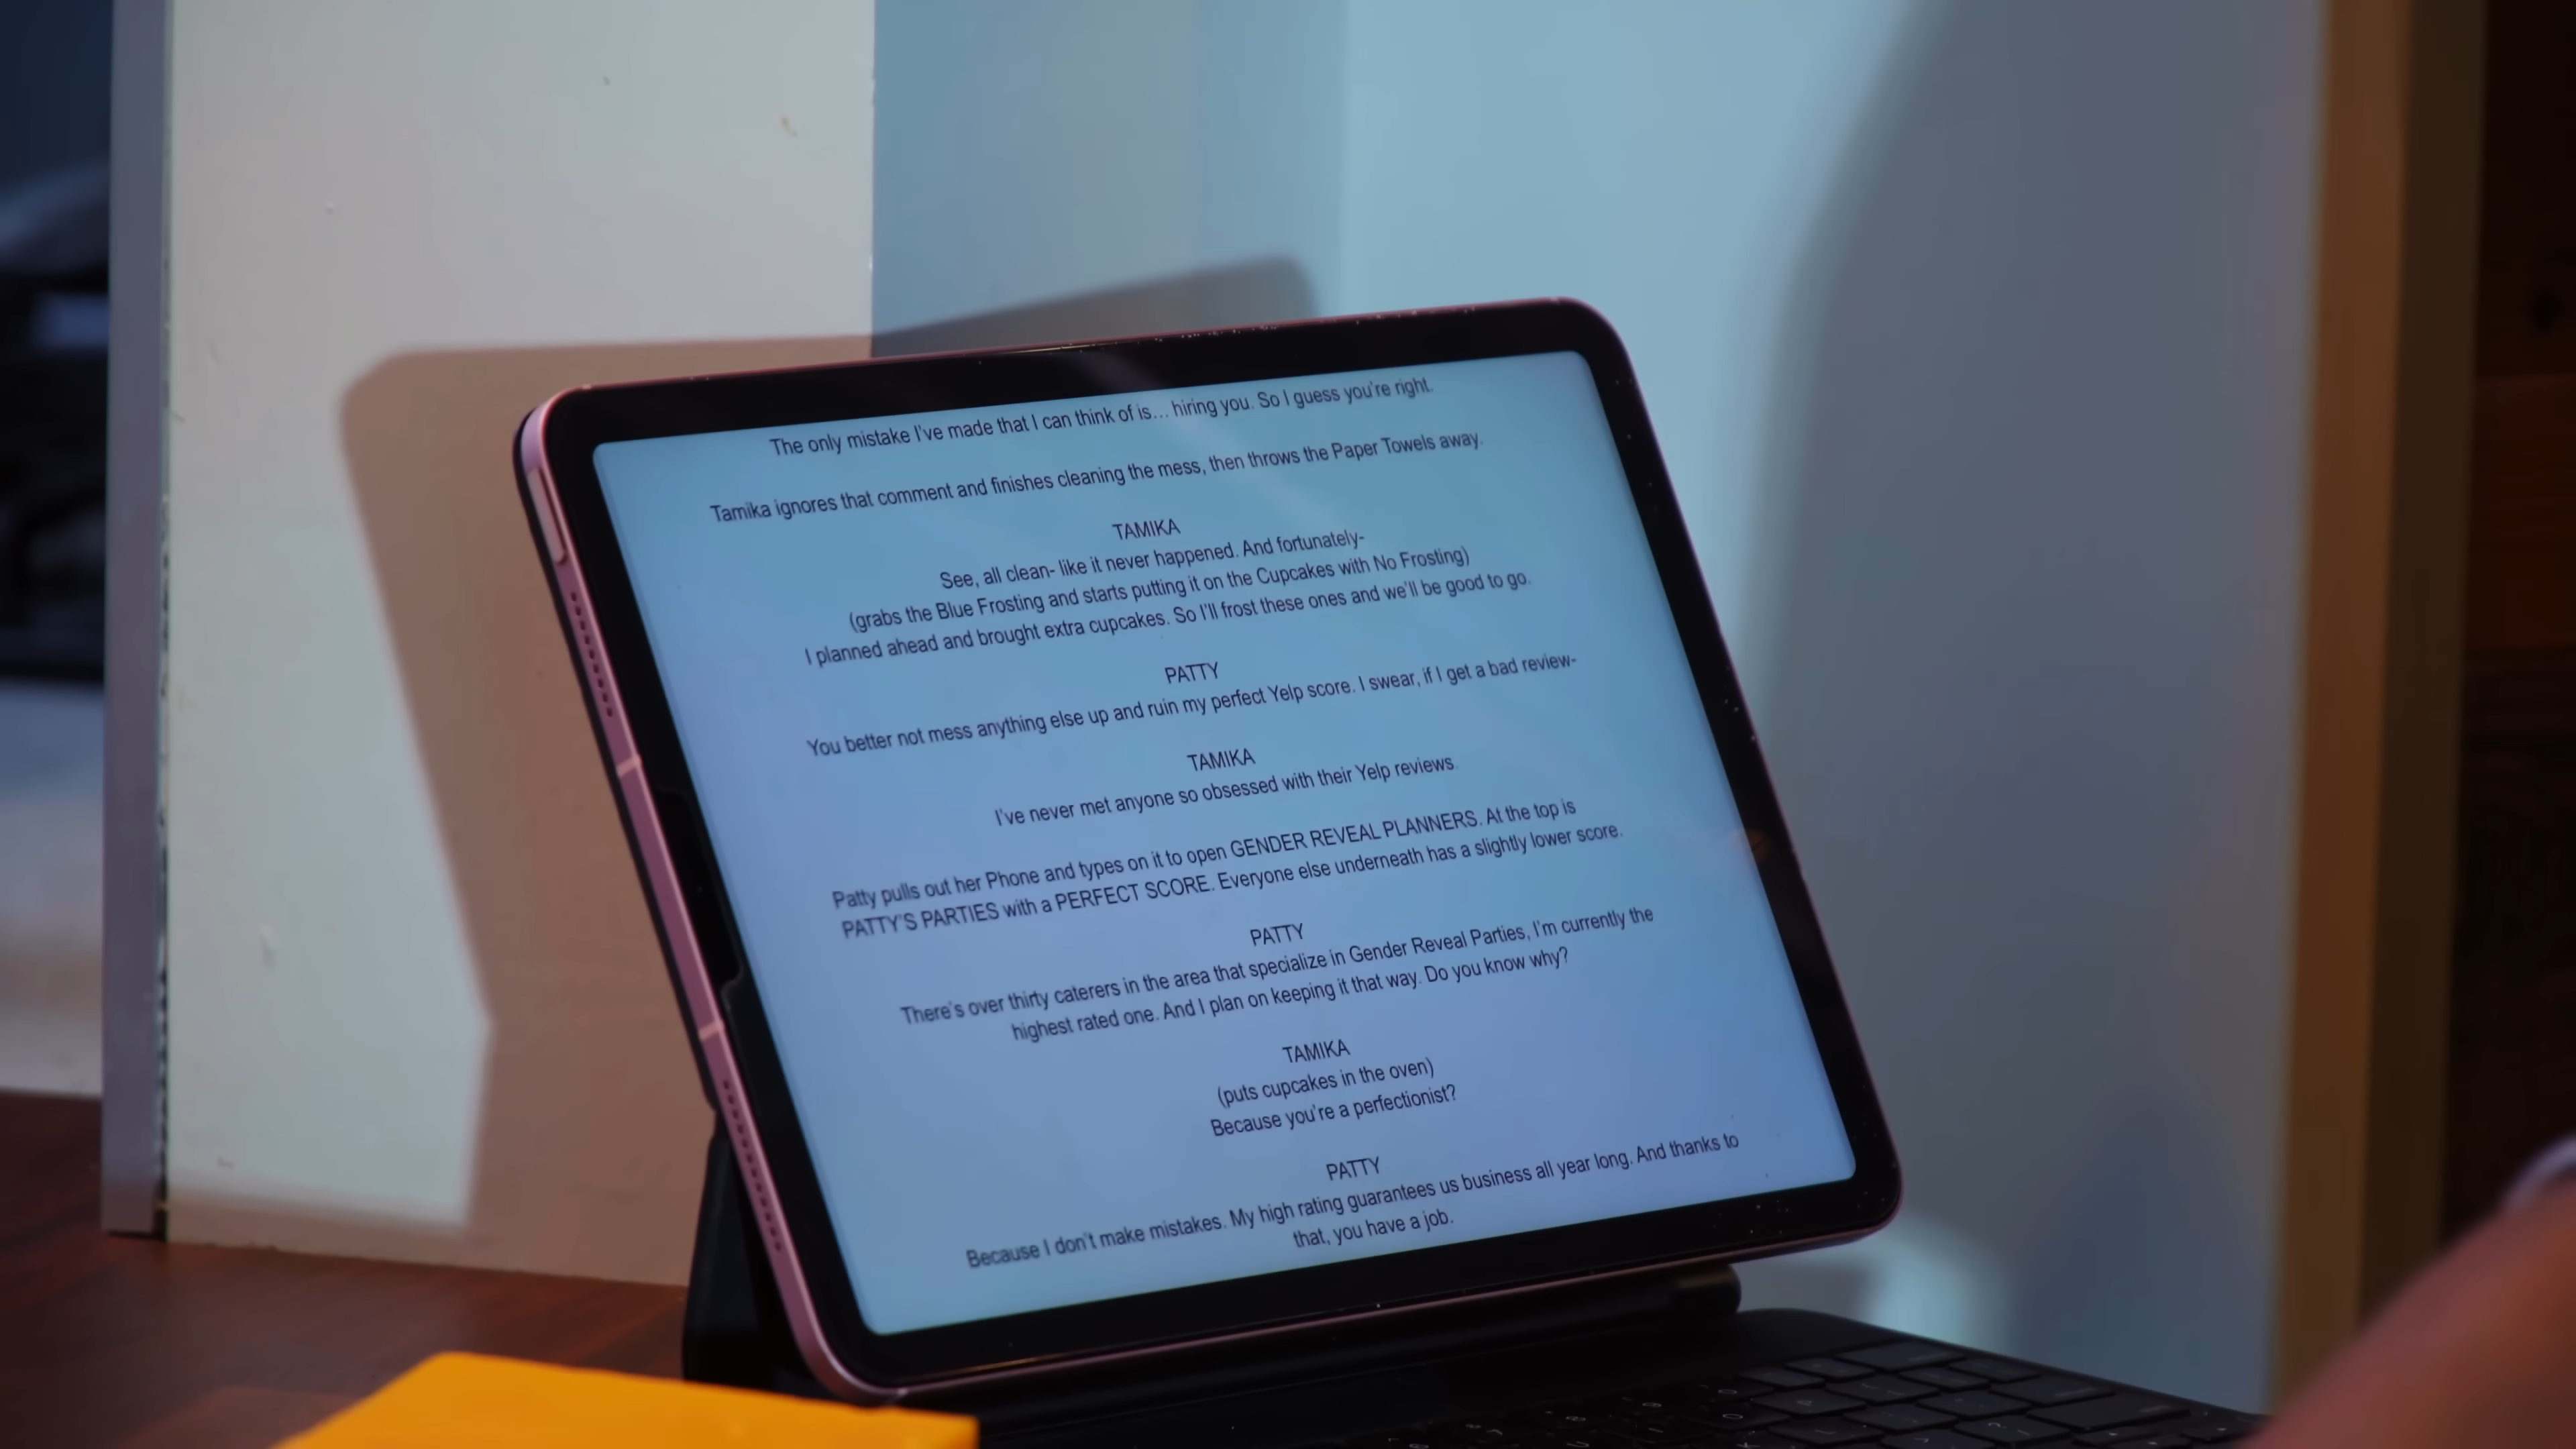 The only mistake I've made that I can think of is... hiring you. So I guess you're right.
Tamika ignores that comment and finishes cleaning the mess, then throws the Paper Towels away.
TAMIKA
See, all clean- like it never happened. And fortunately-
(grabs the Blue Frosting and starts putting it on the Cupcakes with No Frosting)
I planned ahead and brought extra cupcakes. So I'll frost these ones and we'll be good to go.
PATTY
You better not mess anything else up and ruin my perfect Yelp score. I swear, if I get a bad review-
TAMIKA
I've never met anyone so obsessed with their Yelp reviews.
Patty pulls out her Phone and types on it to open GENDER REVEAL PLANNERS. At the top is
PATTY'S PARTIES with a PERFECT SCORE. Everyone else underneath has a slightly lower score.
PATTY
There's over thirty caterers in the area that specialize in Gender Reveal Parties, I'm currently the
highest rated one. And I plan on keeping it that way. Do you know why?
TAMIKA
(puts cupcakes in the oven)
Because you're a perfectionist?
PATTY
Because I don't make mistakes. My high rating guarantees us business all year long. And thanks to
that, you have a job.